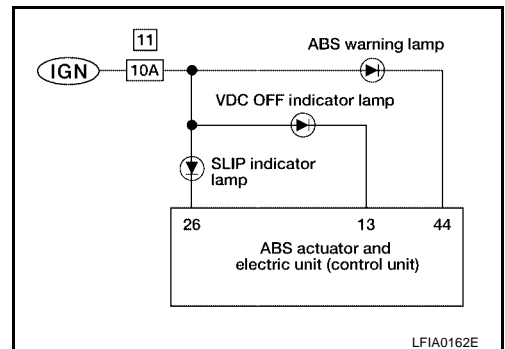 11
ABS warning lamp
IGN
10A
VDC OFF indicator lamp
SLIP indicator
lamp
26 13 44
ABS actuator and
electric unit (control unit)
LFIA0162E